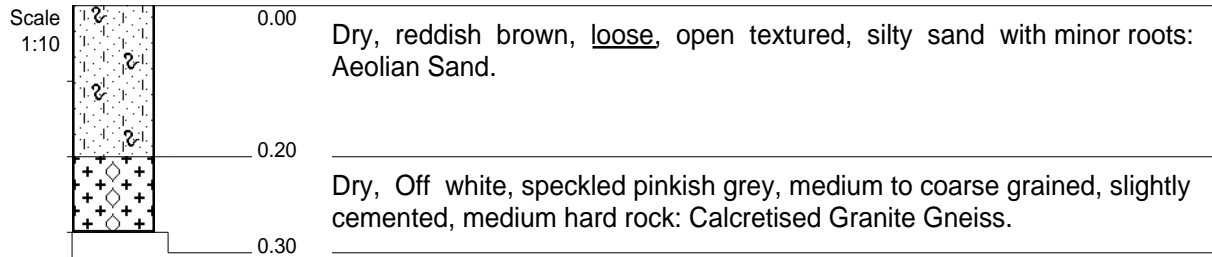 Scale
1:10
0.00
Dry, reddish brown, loose, open textured, silty sand with minor roots:
Aeolian Sand.
0.20
Dry, Off white, speckled pinkish grey, medium to coarse grained, slightly
cemented, medium hard rock: Calcretised Granite Gneiss.
0.30